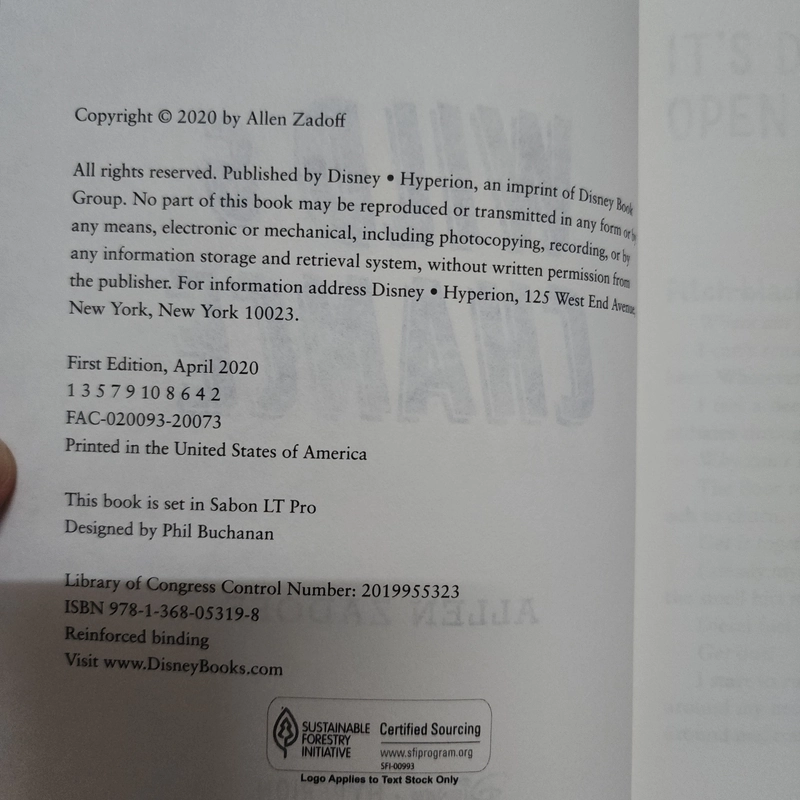 Copyright © 2020 by Allen Zadoff
All rights reserved. Published by Disney • Hyperion, an imprint of Disney Book
Group. No part of this book may be reproduced or transmitted in any form or by
any means, electronic or mechanical, including photocopying, recording, or by
any information storage and retrieval system, without written permission from
the publisher. For information address Disney • Hyperion, 125 West End Avenue,
New York, New York 10023.
First Edition, April 2020
1 3 5 7 9 10 8 6 4 2
FAC-020093-20073
Printed in the United States of America
This book is set in Sabon LT Pro
Designed by Phil Buchanan
Library of Congress Control Number: 2019955323
ISBN 978-1-368-05319-8
Reinforced binding
Visit www.DisneyBooks.com
SUSTAINABLE
FORESTRY
INITIATIVE
Certified Sourcing
www.sfiprogram.org
SFI-00993
Logo Applies to Text Stock Only
IT'S D
OPEN
WILD
CHANCE
ALLEN ZADOFF